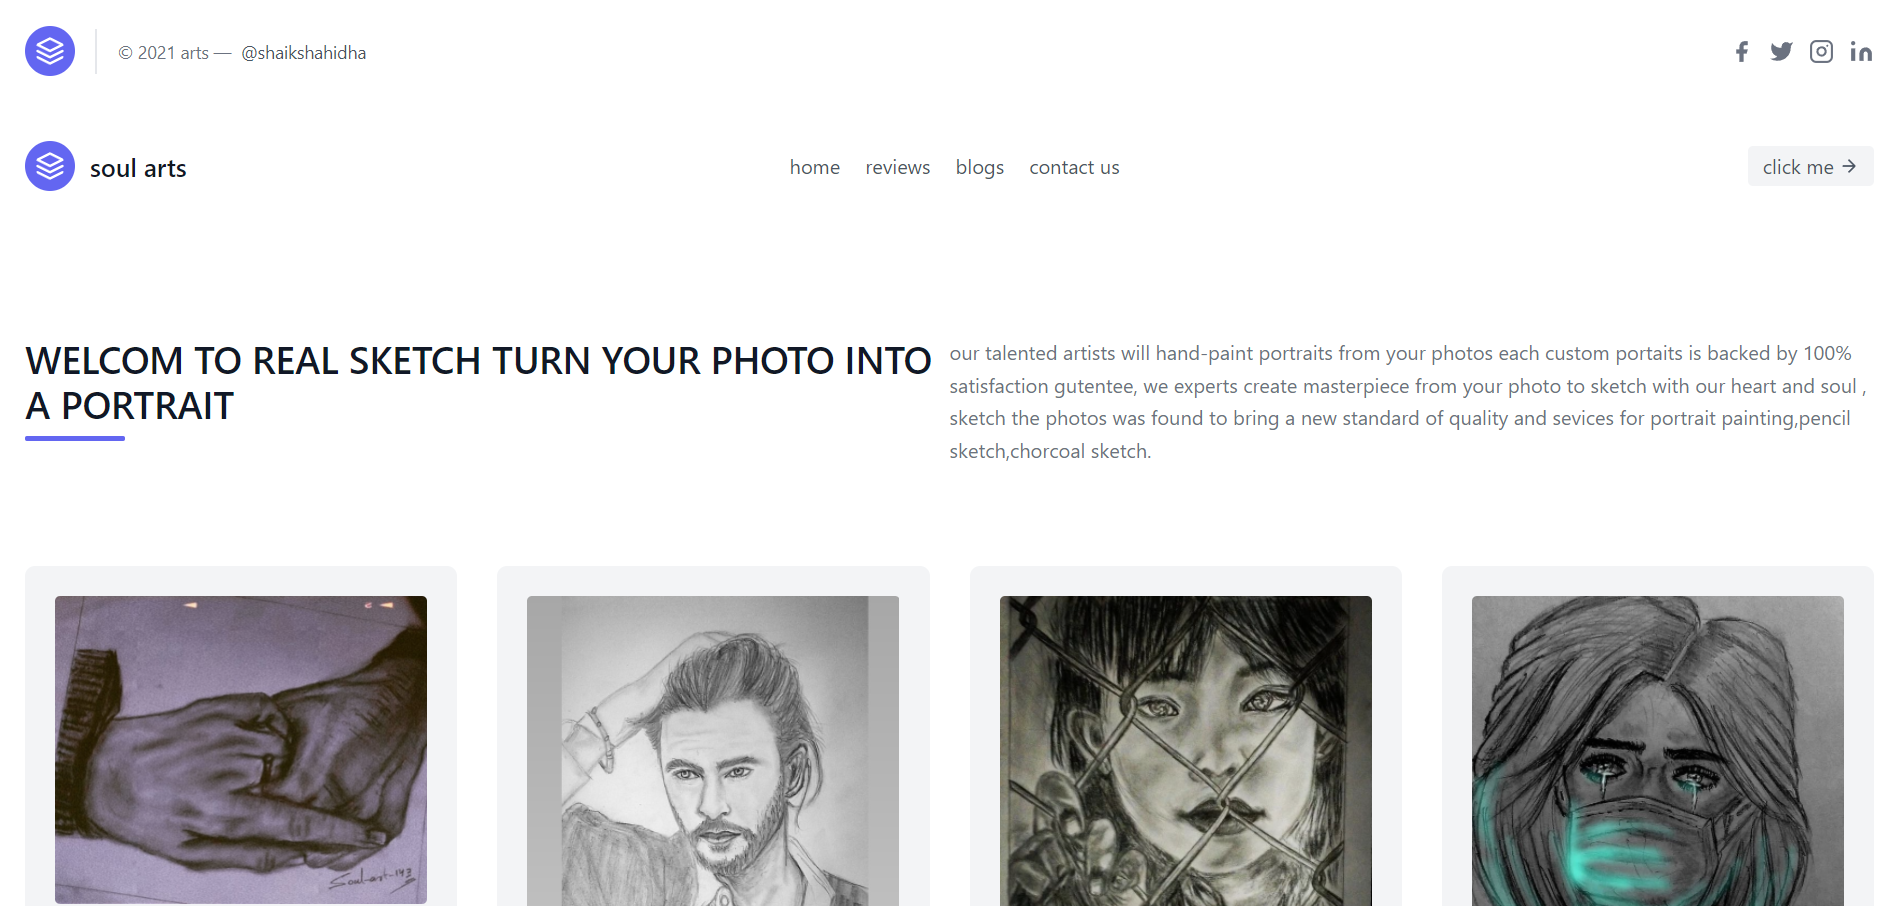 © 2021 arts — @shaikshahidha
soul arts
home reviews blogs contact us
click me →
WELCOM TO REAL SKETCH TURN YOUR PHOTO INTO
A PORTRAIT
our talented artists will hand-paint portraits from your photos each custom portaits is backed by 100%
satisfaction gutentee, we experts create masterpiece from your photo to sketch with our heart and soul ,
sketch the photos was found to bring a new standard of quality and sevices for portrait painting,pencil
sketch,chorcoal sketch.
Soul-art-143